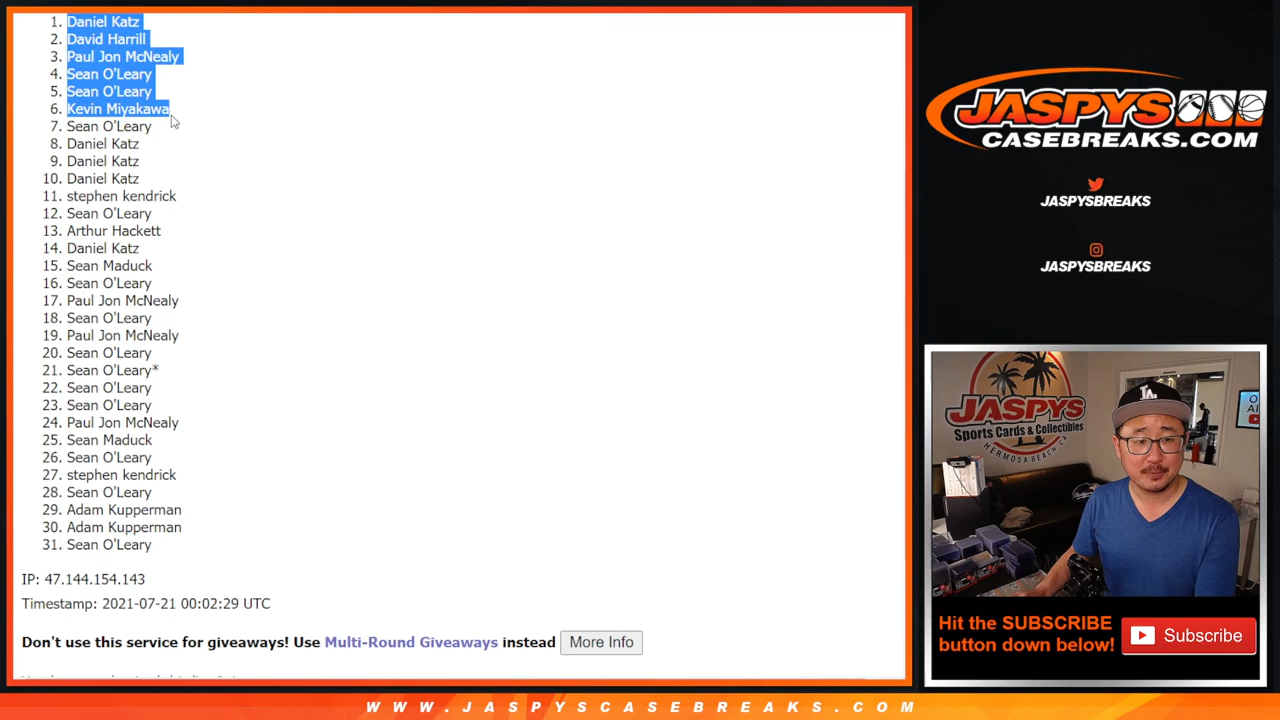 1. Daniel Katz
2. David Harrill
3. Paul Jon McNealy
4. Sean O'Leary
5. Sean O'Leary
6. Kevin Miyakawa
7. Sean O'Leary
8. Daniel Katz
9. Daniel Katz
10. Daniel Katz
11. stephen kendrick
12. Sean O'Leary
13. Arthur Hackett
14. Daniel Katz
15. Sean Maduck
16. Sean O'Leary
17. Paul Jon McNealy
18. Sean O'Leary
19. Paul Jon McNealy
20. Sean O'Leary
21. Sean O'Leary*
22. Sean O'Leary
23. Sean O'Leary
24. Paul Jon McNealy
25. Sean Maduck
26. Sean O'Leary
27. stephen kendrick
28. Sean O'Leary
29. Adam Kupperman
30. Adam Kupperman
31. Sean O'Leary
IP: 47.144.154.143
Timestamp: 2021-07-21 00:02:29 UTC
Don't use this service for giveaways! Use Multi-Round Giveaways instead More Info
JASPYS
CASEBREAKS.COM
JASPYSBREAKS
JASPYSBREAKS
JASPYS
Sports Cards & Collectibles
HERMOSA BEACH CA
Hit the SUBSCRIBE
button down below!
Subscribe
WWW.JASPYSCASEBREAKS.COM